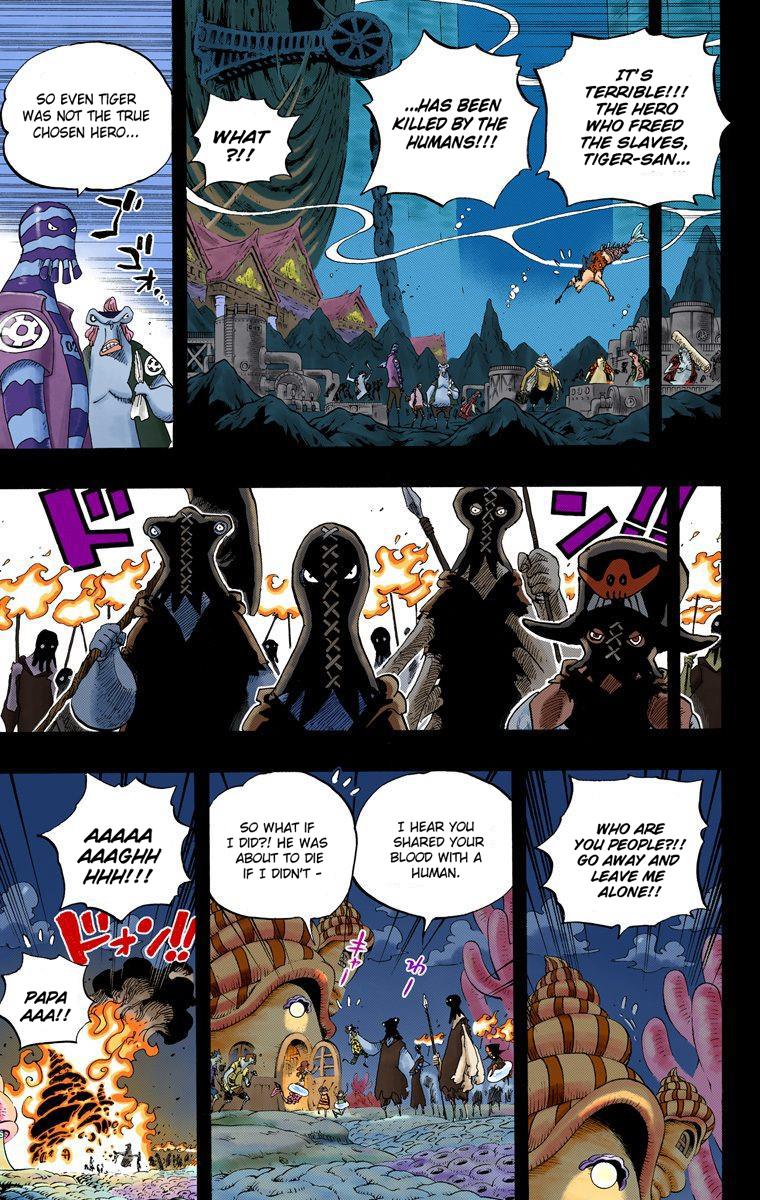 IT'S
TERRIBLE!!!
THE HERO
WHO FREED
THE SLAVES,
TIGER-SAN...
...HAS BEEN
KILLED BY THE
HUMANS!!!
WHAT
?!!
SO EVEN TIGER
WAS NOT THE TRUE
CHOSEN HERO...
ゴゴォ...
ドン!!
WHO ARE
YOU PEOPLE?!!
GO AWAY AND
LEAVE ME
ALONE!!
I HEAR YOU
SHARED YOUR
BLOOD WITH A
HUMAN.
SO WHAT IF
I DID?! HE WAS
ABOUT TO DIE
IF I DIDN'T -
わー
キャー
AAAAA
AAAGHH
HHH!!!
ドォン!!
PAPA
AAA!!